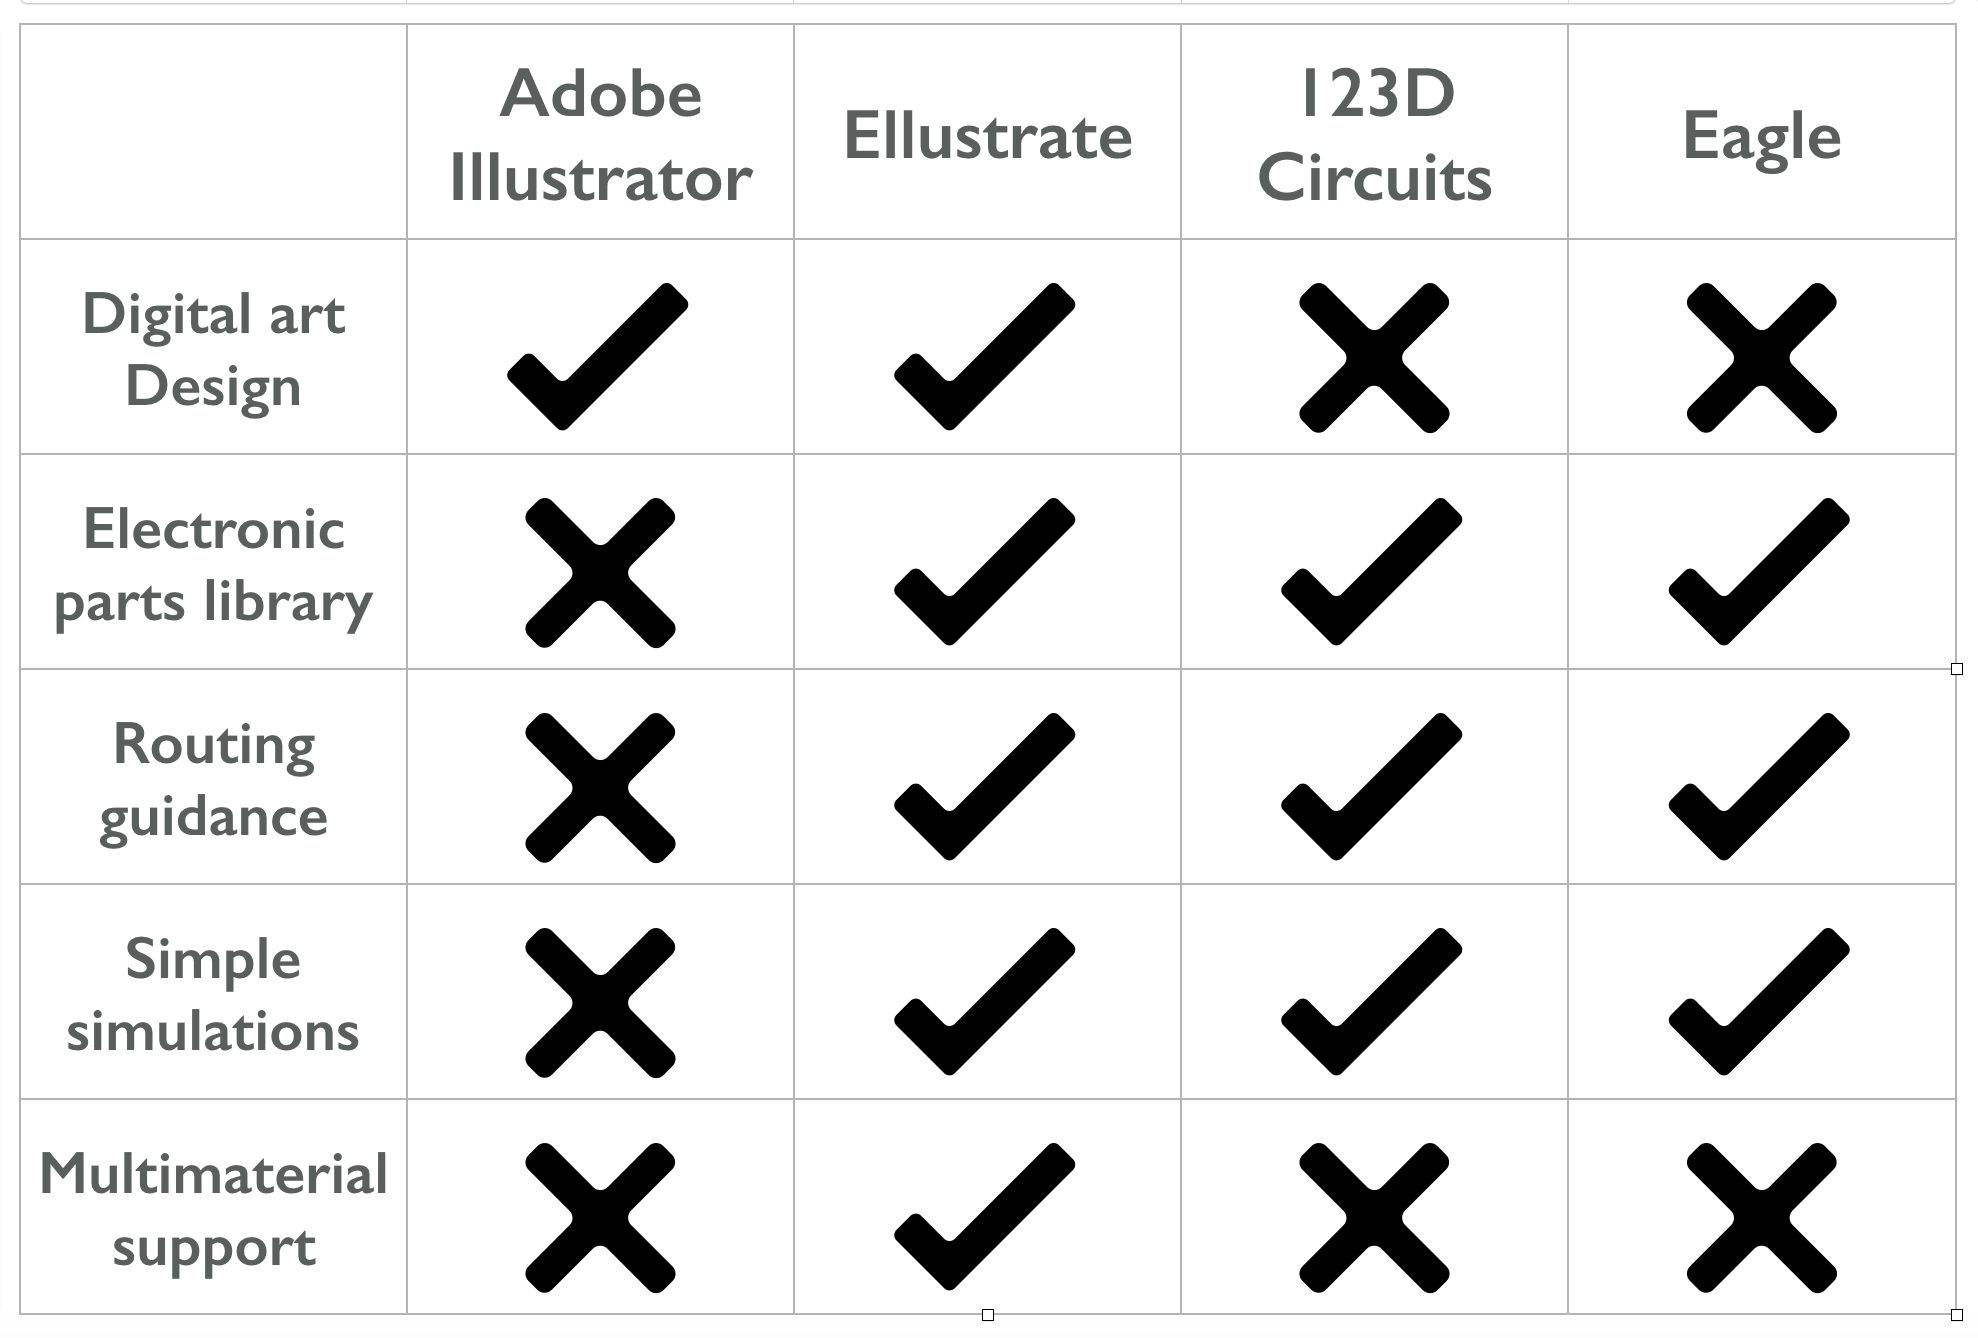 Adobe
Illustrator
Ellustrate
123D
Circuits
Eagle
Digital art
Design
Electronic
parts library
Routing
guidance
Simple
simulations
Multimaterial
support